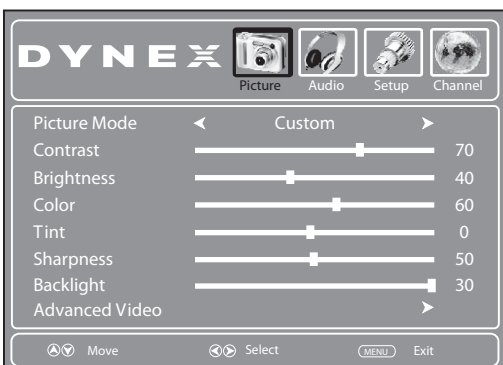 DYNEX
Picture Audio Setup Channel
Picture Mode Custom
Contrast 70
Brightness 40
Color 60
Tint 0
Sharpness 50
Backlight 30
Advanced Video
Move Select MENU Exit